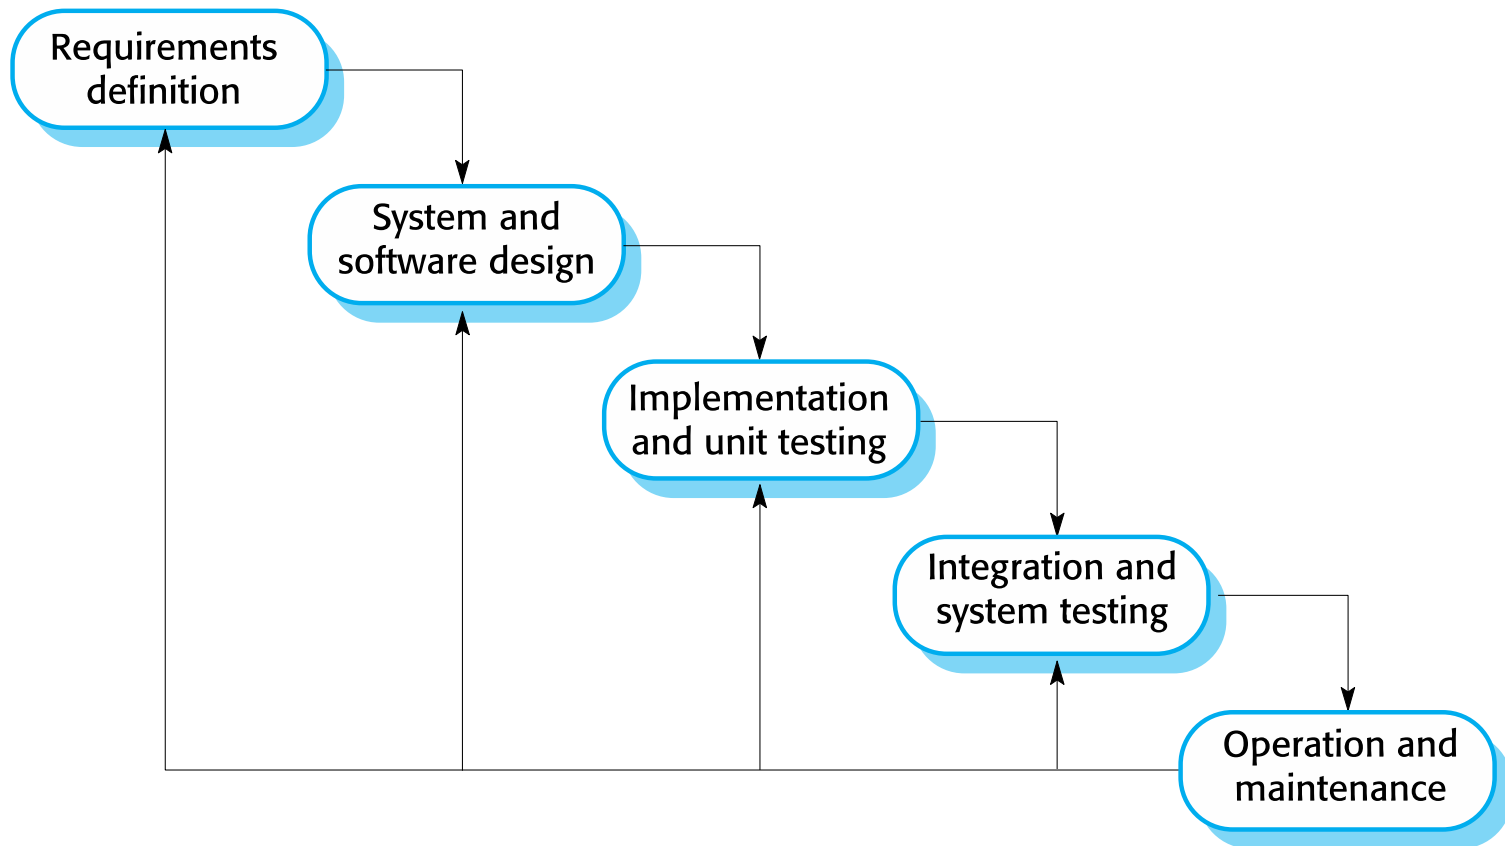 Requirements
definition
System and
software design
Implementation
and unit testing
Integration and
system testing
Operation and
maintenance